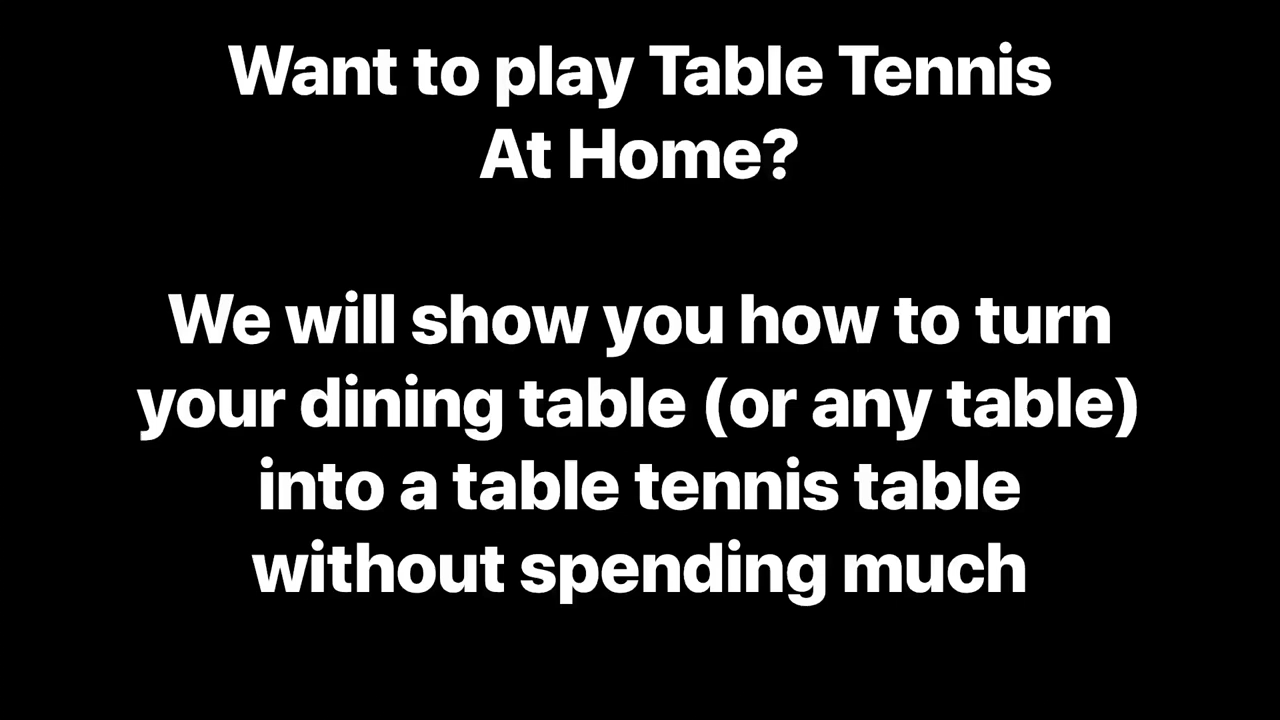 Want to play Table Tennis
At Home?
We will show you how to turn
your dining table (or any table)
into a table tennis table
without spending much